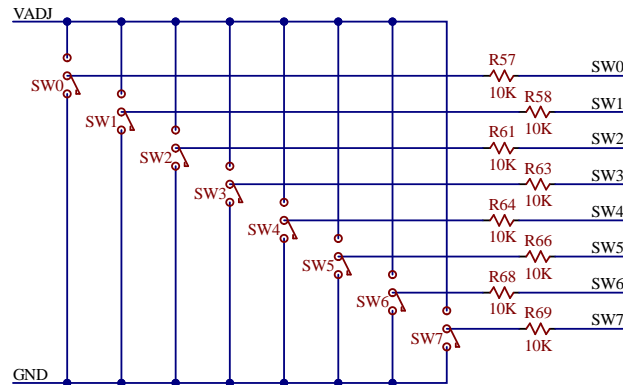 VADJ
R57
SW0
SW0
10K
R58
SW1
SW1
10K
R61
SW2
SW2
10K
R63
SW3
SW3
10K
R64
SW4
SW4
10K
R66
SW5
SW5
10K
R68
SW6
SW6
10K
R69
SW7
SW7
10K
GND